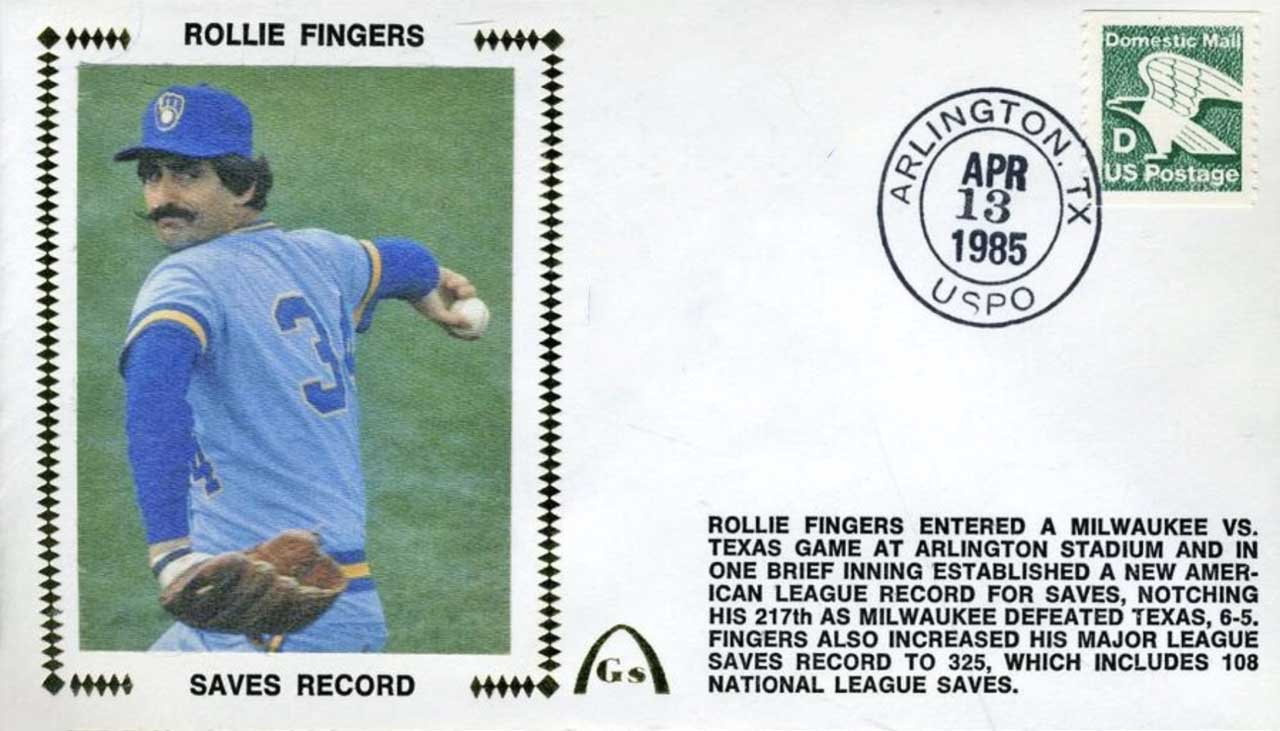 ROLLIE FINGERS
SAVES RECORD
Domestic Mail
D
US Postage
ARLINGTON, TX
APR
13
1985
USPO
Gs
ROLLIE FINGERS ENTERED A MILWAUKEE VS.
TEXAS GAME AT ARLINGTON STADIUM AND IN
ONE BRIEF INNING ESTABLISHED A NEW AMER-
ICAN LEAGUE RECORD FOR SAVES, NOTCHING
HIS 217th AS MILWAUKEE DEFEATED TEXAS, 6-5.
FINGERS ALSO INCREASED HIS MAJOR LEAGUE
SAVES RECORD TO 325, WHICH INCLUDES 108
NATIONAL LEAGUE SAVES.
34
4